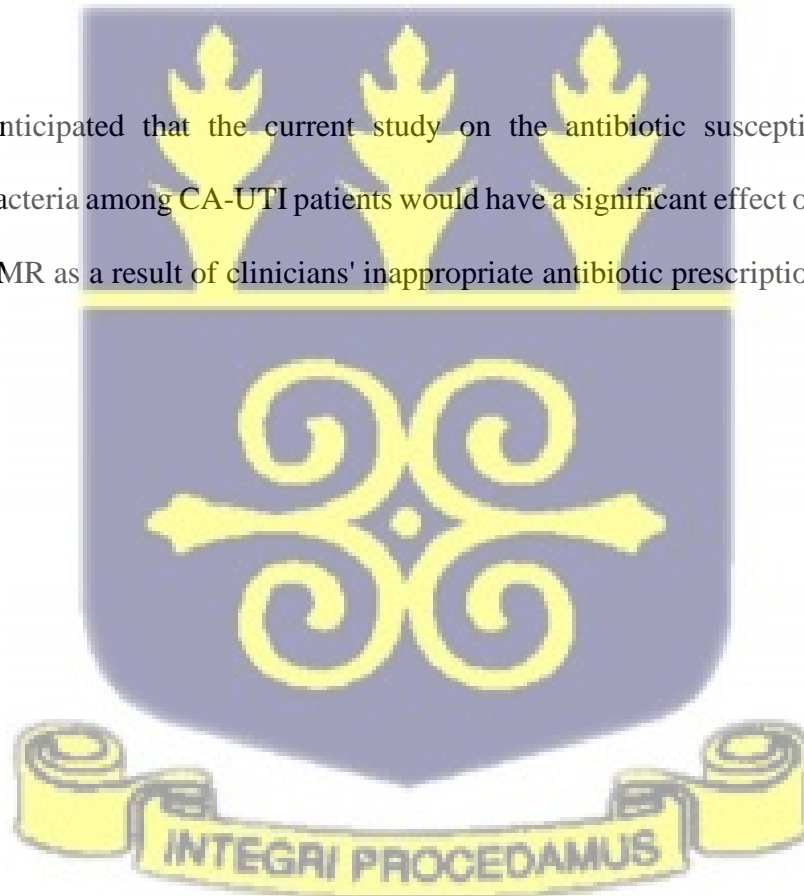 nticipated that the current study on the antibiotic suscepti
acteria among CA-UTI patients would have a significant effect o
MR as a result of clinicians' inappropriate antibiotic prescriptio
INTEGRI PROCEDAMUS